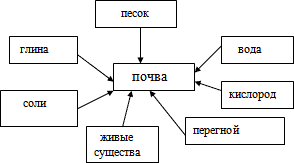 песок
глина
вода
почва
кислород
соли
перегной
живые
существа